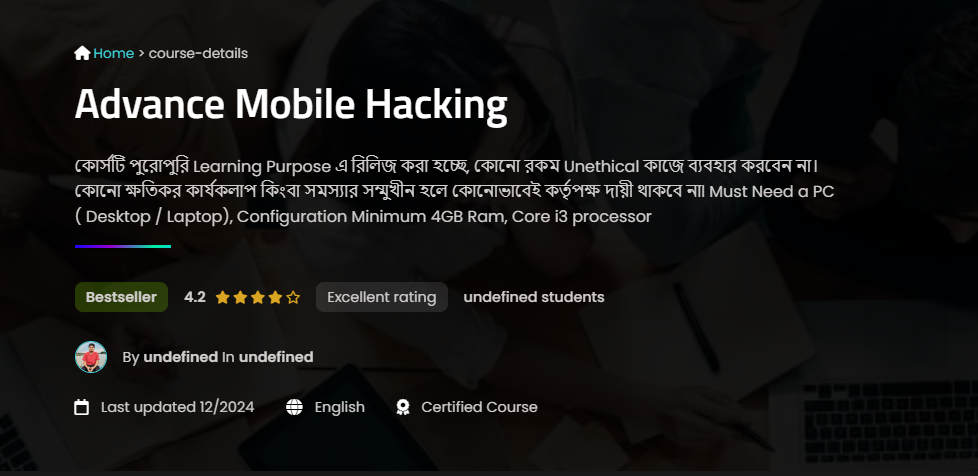 Home > course-details
Advance Mobile Hacking
কোর্সটি পুরোপুরি Learning Purpose এ রিলিজ করা হচ্ছে, কোনো রকম Unethical কাজে ব্যবহার করবেন না।
কোনো ক্ষতিকর কার্যকলাপ কিংবা সমস্যার সম্মুখীন হলে কোনোভাবেই কর্তৃপক্ষ দায়ী থাকবে না। Must Need a PC
( Desktop / Laptop), Configuration Minimum 4GB Ram, Core i3 processor
Bestseller 4.2 Excellent rating undefined students
By undefined In undefined
Last updated 12/2024 English Certified Course